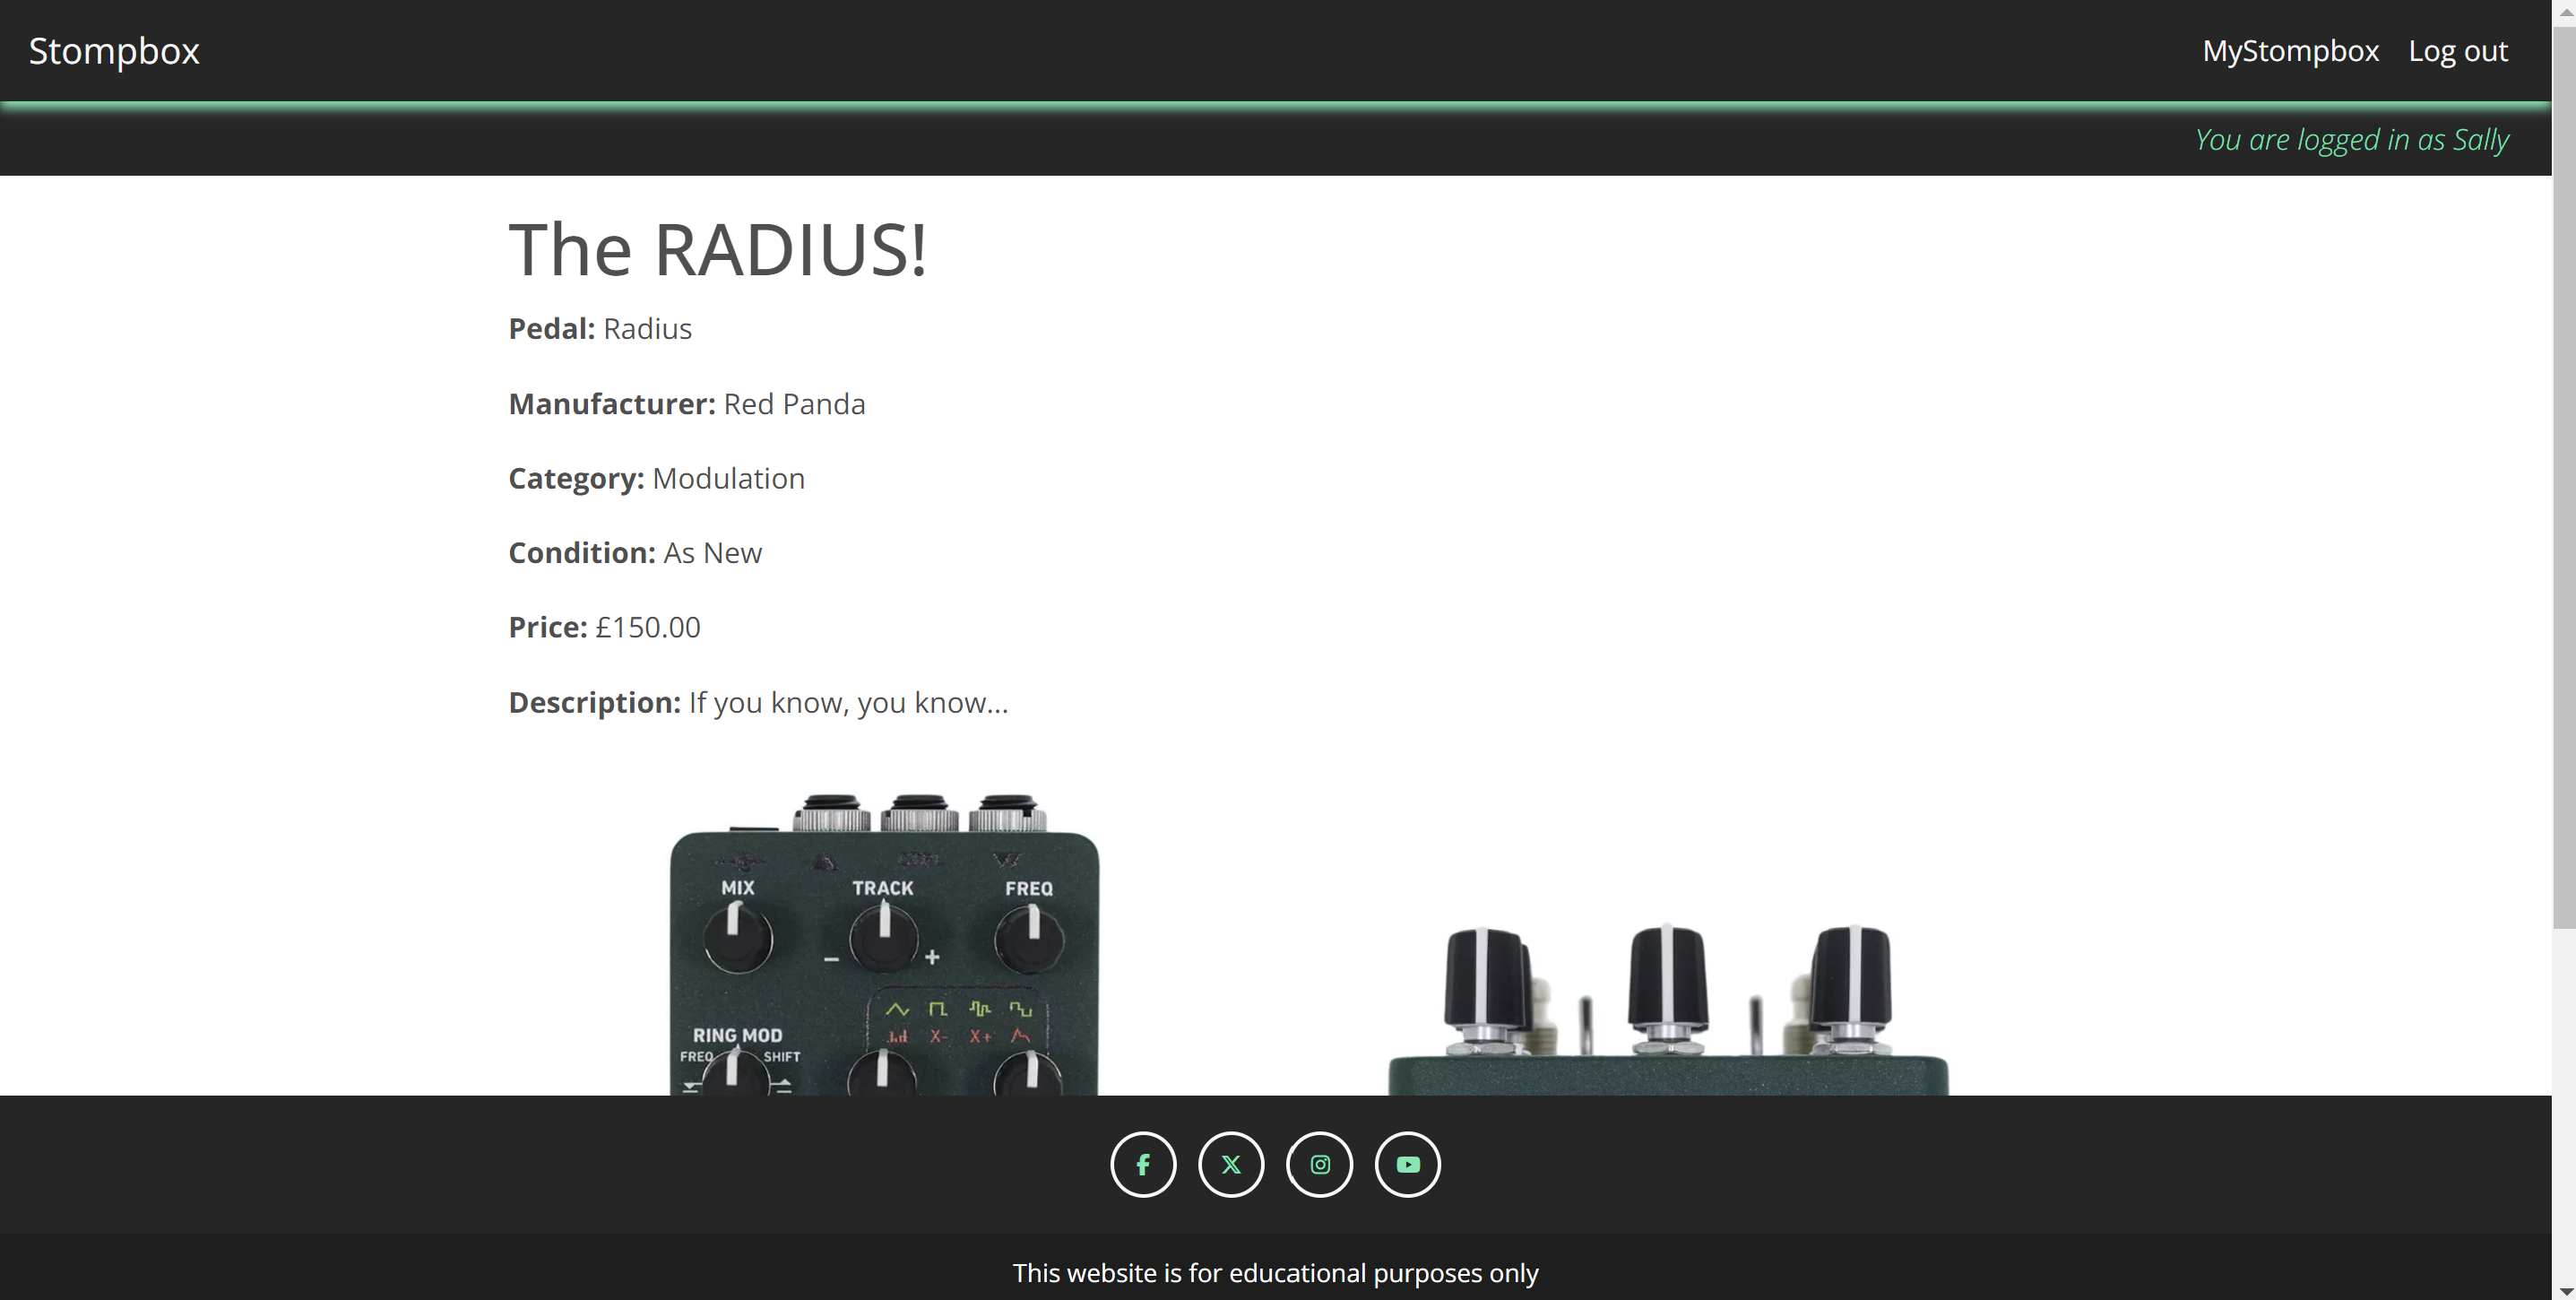 Stompbox
MyStompbox Log out
You are logged in as Sally
The RADIUS!
Pedal: Radius
Manufacturer: Red Panda
Category: Modulation
Condition: As New
Price: £150.00
Description: If you know, you know...
MIX TRACK FREQ
- +
RING MOD
FREQ SHIFT
X- X+
This website is for educational purposes only